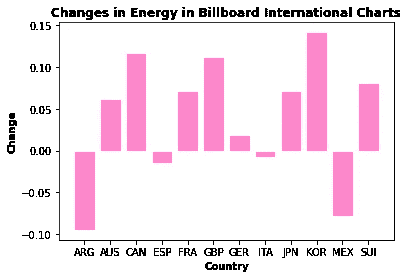 Changes in Energy in Billboard International Charts
0.15
0.10
0.05
0.00
−0.05
−0.10
Change
ARG AUS CAN ESP FRA GBP GER ITA JPN KOR MEX SUI
Country